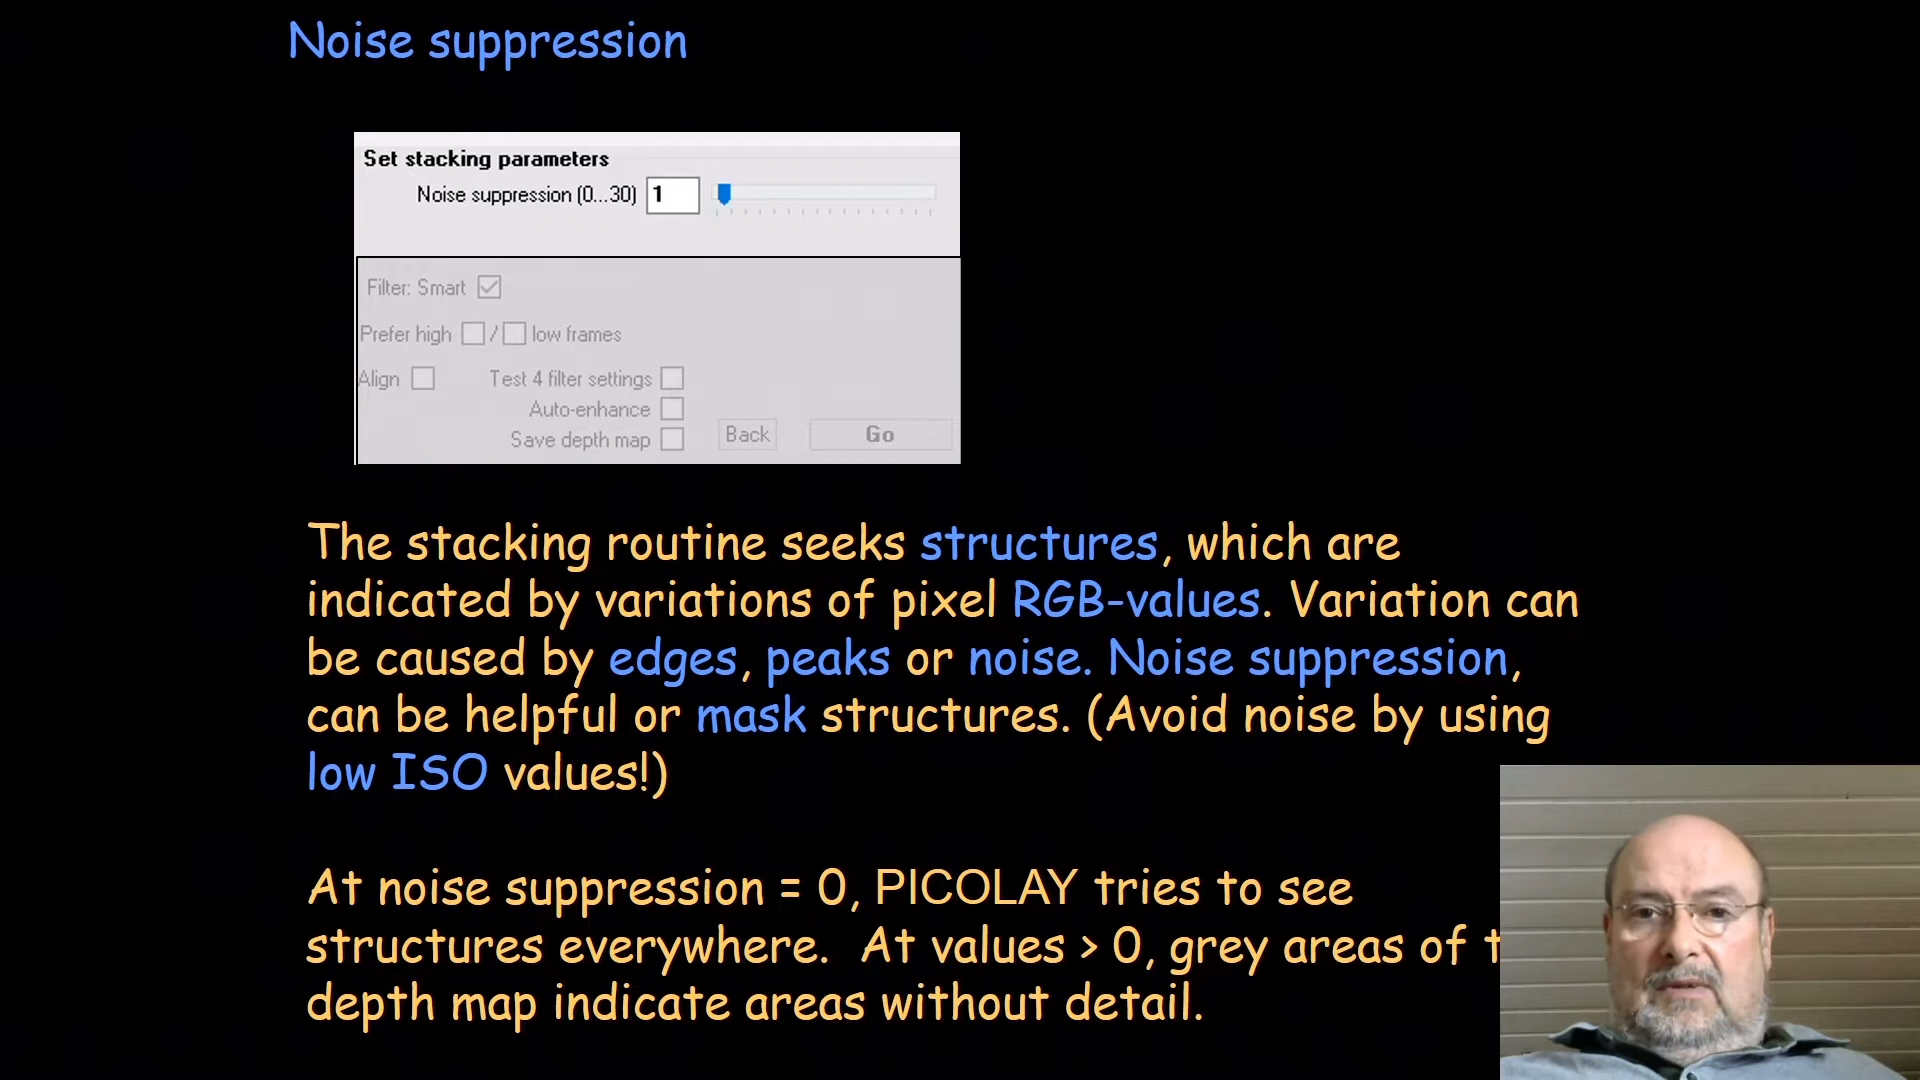 Noise suppression
Set stacking parameters
Noise suppression (0...30) 1
Filter: Smart
Prefer high / low frames
Align Test 4 filter settings
Auto-enhance
Save depth map Back Go
The stacking routine seeks structures, which are
indicated by variations of pixel RGB-values. Variation can
be caused by edges, peaks or noise. Noise suppression,
can be helpful or mask structures. (Avoid noise by using
low ISO values!)
At noise suppression = 0, PICOLAY tries to see
structures everywhere. At values > 0, grey areas of
depth map indicate areas without detail.